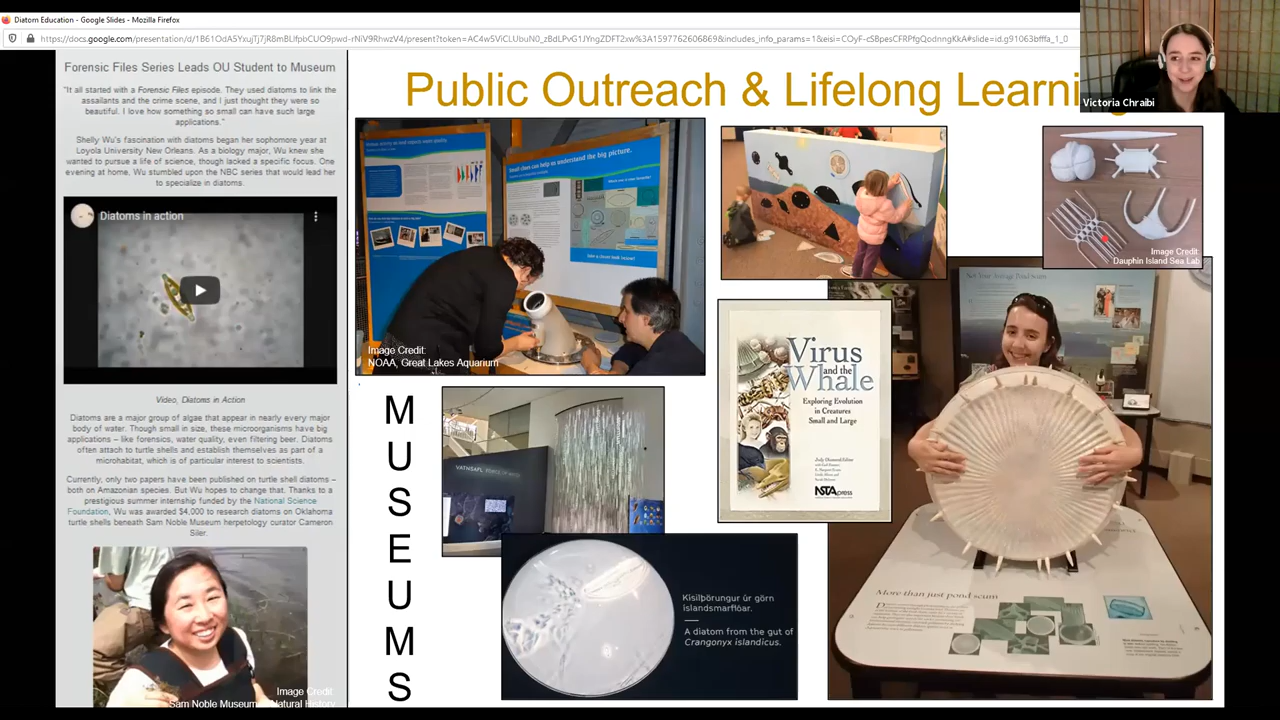 Diatom Education - Google Slides - Mozilla Firefox
https://docs.google.com/presentation/d/
Victoria Chraibi
Public Outreach & Lifelong Learni
Forensic Files Series Leads OU Student to Museum
"It all started with a Forensic Files episode. They used diatoms to link the
assailants and the crime scene, and I just thought they were so
beautiful. I love how something so small can have such large
applications."
Shelly Wu's fascination with diatoms began her sophomore year at
Loyola University New Orleans. As a biology major, Wu knew she
wanted to pursue a life of science, though lacked a specific focus. One
evening at home, Wu stumbled upon the NBC series that would lead her
to specialize in diatoms.
Diatoms in action
Video, Diatoms in Action
Diatoms are a major group of algae that appear in nearly every major
body of water. Though small in size, these microorganisms have big
applications – like forensics, water quality, even filtering beer. Diatoms
often attach to turtle shells and establish themselves as part of a
microhabitat, which is of particular interest to scientists.
Currently, only two papers have been published on turtle shell diatoms –
both on Amazonian species. But Wu hopes to change that. Thanks to a
prestigious summer internship funded by the National Science
Foundation, Wu was awarded $4,000 to research diatoms on Oklahoma
turtle shells beneath Sam Noble Museum herpetology curator Cameron
Siler.
Image Credit:
Sam Noble Museum Natural History
Small clues can help us understand the big picture.
Image Credit:
NOAA, Great Lakes Aquarium
MUSEUMS
Image Credit:
Dauphin Island Sea Lab
Virus
and the
Whale
Exploring Evolution
in Creatures
Small and Large
NSTApress
Kísilþörungur úr görn
íslandsmarflóar.
A diatom from the gut of
Crangonyx islandicus.
Not Your Average Pond Scum
More than just pond scum